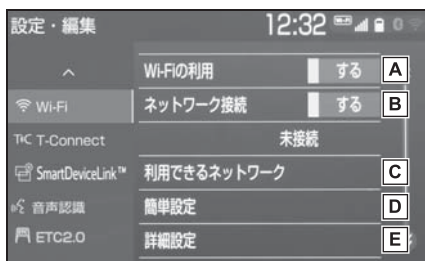 設定・編集
12:32
Wi-Fiの利用 する A
Wi-Fi
ネットワーク接続 する B
T-Connect
未接続
SmartDeviceLink™
利用できるネットワーク C
音声認識
簡単設定 D
ETC2.0
詳細設定 E